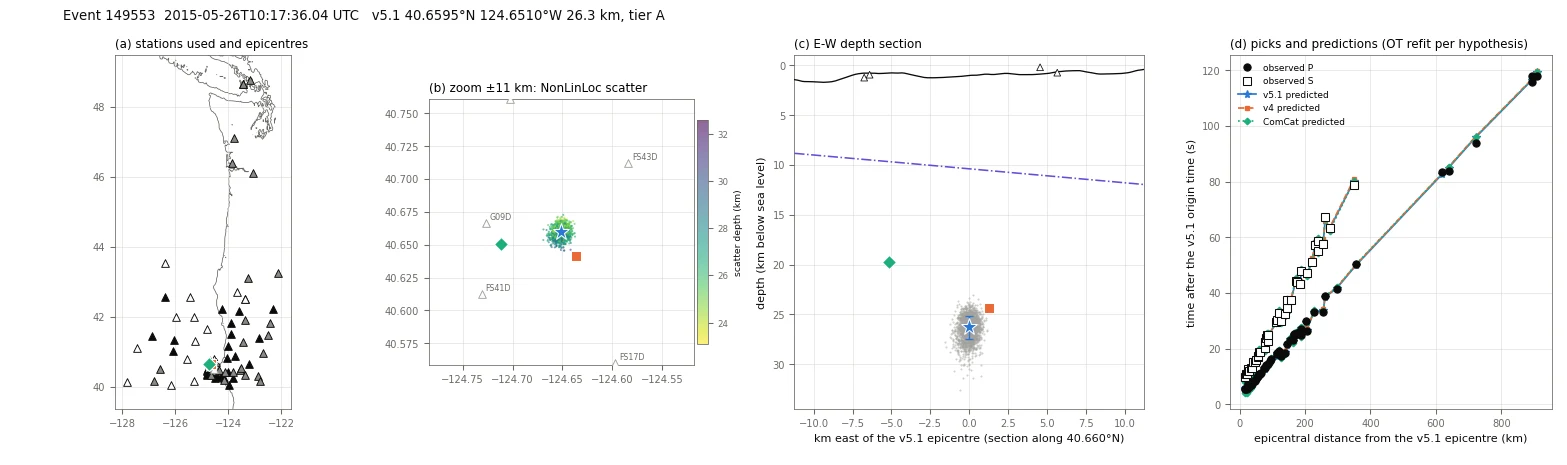 Event 149553  2015-05-26T10:17:36.04 UTC   v5.1 40.6595°N 124.6510°W 26.3 km, tier A
(a) stations used and epicentres
48
46
44
42
40
−128
−126
−124
−122
(b) zoom ±11 km: NonLinLoc scatter
40.750
40.725
40.700
40.675
40.650
40.625
40.600
40.575
FS43D
G09D
FS41D
FS17D
−124.75
−124.70
−124.65
−124.60
−124.55
32
30
28
26
24
scatter depth (km)
(c) E-W depth section
0
5
10
15
20
25
30
depth (km below sea level)
−10.0
−7.5
−5.0
−2.5
0.0
2.5
5.0
7.5
10.0
km east of the v5.1 epicentre (section along 40.660°N)
(d) picks and predictions (OT refit per hypothesis)
observed P
observed S
v5.1 predicted
v4 predicted
ComCat predicted
120
100
80
60
40
20
0
time after the v5.1 origin time (s)
0
200
400
600
800
epicentral distance from the v5.1 epicentre (km)